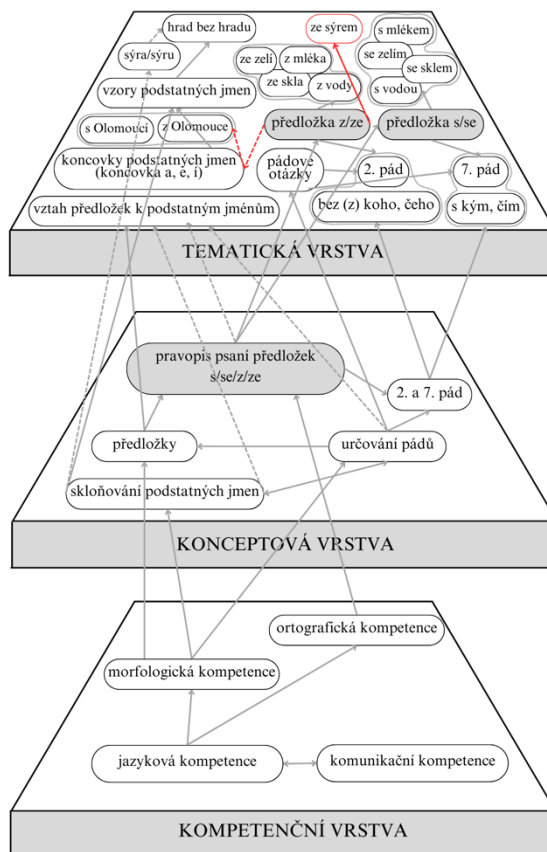 hrad bez hradu
ze sýrem
s mlékem
sýra/sýru
ze zelí
z mléka
se zelím
ze skla
se sklem
vzory podstatných jmen
z vody
s vodou
s Olomoucí
z Olomouce
předložka z/ze
předložka s/se
koncovky podstatných jmen
(koncovka a, e, i)
pádové
otázky
2. pád
7. pád
vztah předložek k podstatným jménům
bez (z) koho, čeho
s kým, čím
TEMATICKÁ VRSTVA
pravopis psaní předložek
s/se/z/ze
2. a 7. pád
předložky
určování pádů
skloňování podstatných jmen
KONCEPTOVÁ VRSTVA
ortografická kompetence
morfologická kompetence
jazyková kompetence
komunikační kompetence
KOMPETENČNÍ VRSTVA